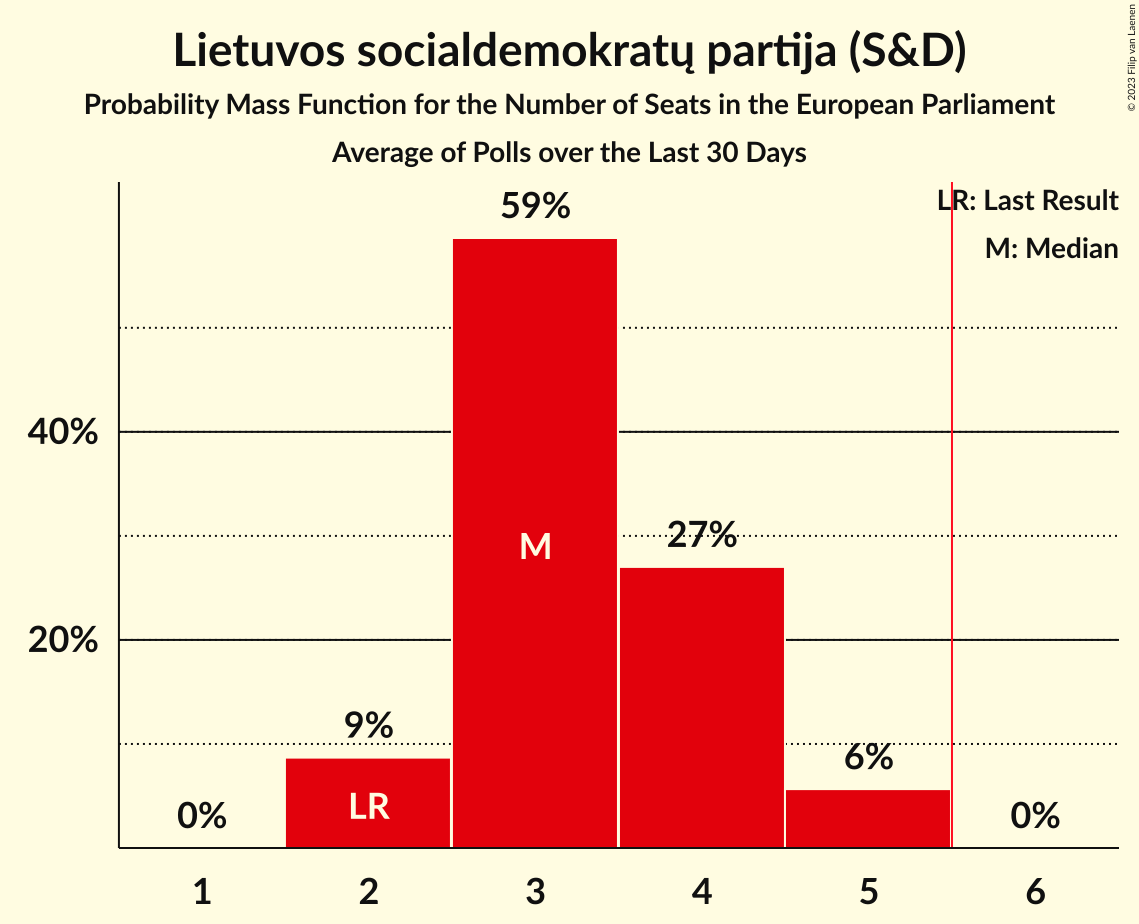 Lietuvos socialdemokratų partija (S&D)
Probability Mass Function for the Number of Seats in the European Parliament
Average of Polls over the Last 30 Days
© 2023 Filip van Laenen
LR: Last Result
M: Median
59%
40%
M
27%
20%
9%
6%
0%
LR
0%
1 2 3 4 5 6